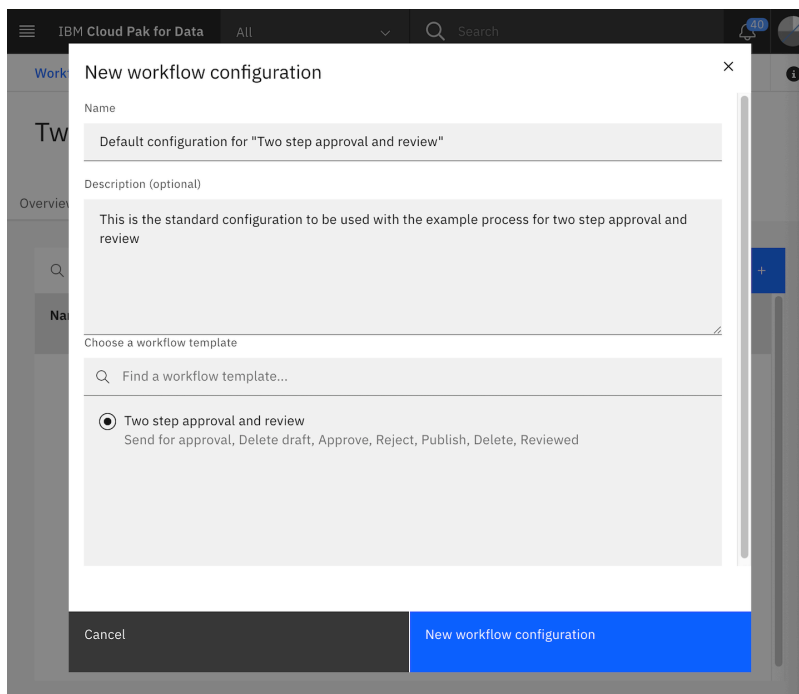 IBM Cloud Pak for Data
All
Search
40
Work
New workflow configuration
Tw
Name
Default configuration for "Two step approval and review"
Description (optional)
Overview
This is the standard configuration to be used with the example process for two step approval and
review
+
Na
Choose a workflow template
Find a workflow template...
Two step approval and review
Send for approval, Delete draft, Approve, Reject, Publish, Delete, Reviewed
Cancel
New workflow configuration